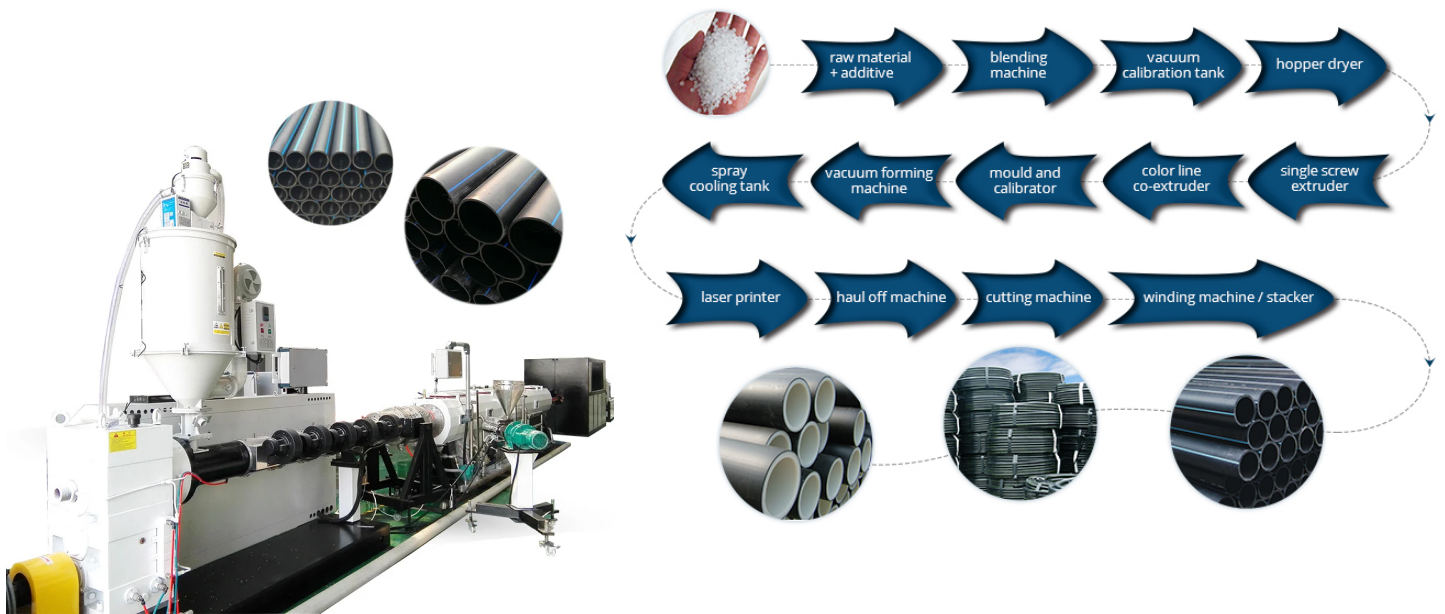 raw material
+ additive
blending
machine
vacuum
calibration tank
hopper dryer
single screw
extruder
color line
co-extruder
mould and
calibrator
vacuum forming
machine
spray
cooling tank
laser printer
haul off machine
cutting machine
winding machine / stacker